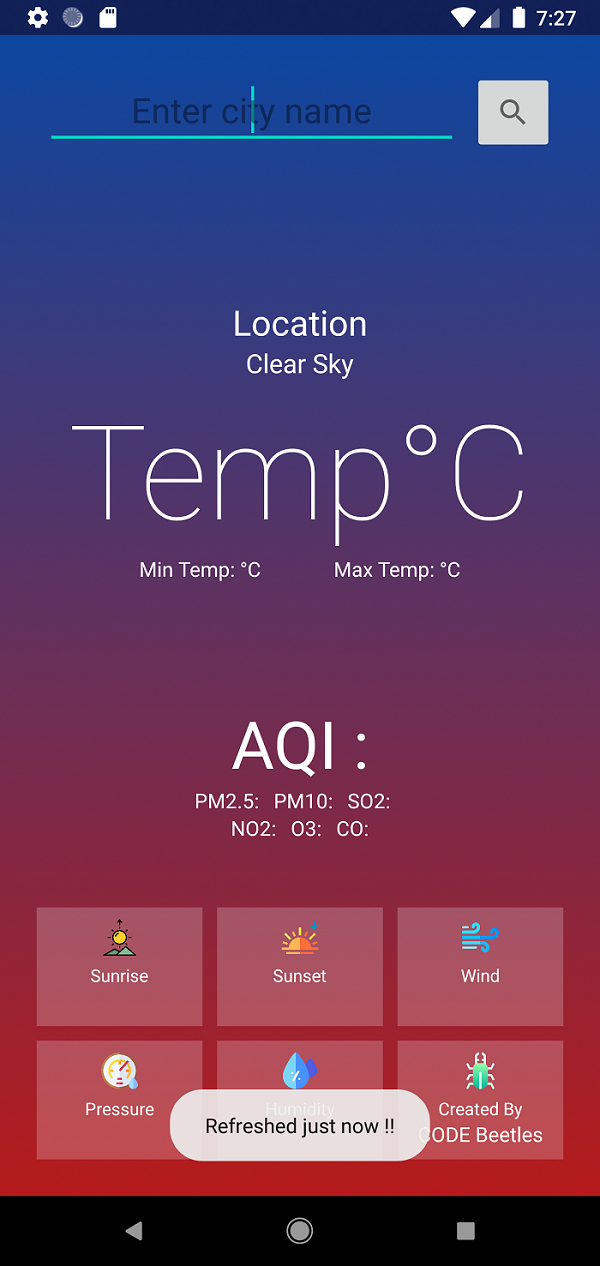 7:27
Enter city name
Location
Clear Sky
Temp°C
Min Temp: °C Max Temp: °C
AQI :
PM2.5: PM10: SO2:
NO2: O3: CO:
Sunrise Sunset Wind
Pressure Humidity Created By
Refreshed just now !! CODE Beetles